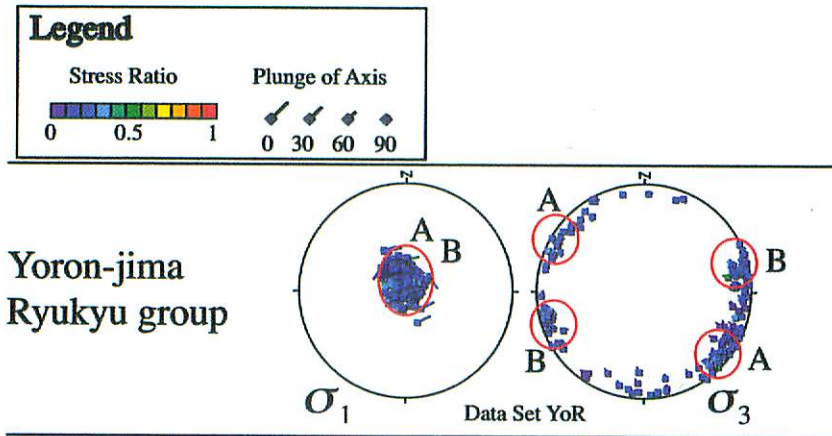 Legend
Stress Ratio
Plunge of Axis
0 0.5 1
0 30 60 90
Yoron-jima
Ryukyu group
N
A
B
σ1
N
A
B
B
A
σ3
Data Set YoR